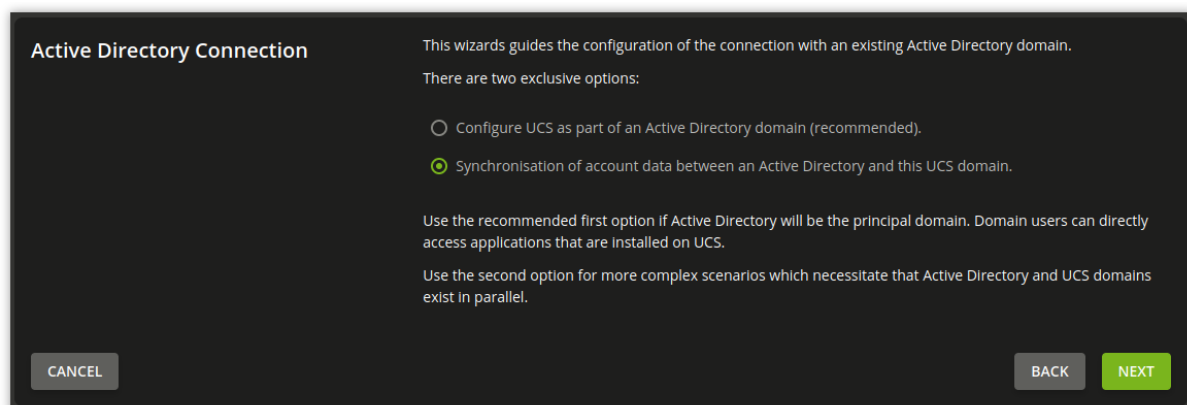 Active Directory Connection
This wizards guides the configuration of the connection with an existing Active Directory domain.
There are two exclusive options:
Configure UCS as part of an Active Directory domain (recommended).
Synchronisation of account data between an Active Directory and this UCS domain.
Use the recommended first option if Active Directory will be the principal domain. Domain users can directly
access applications that are installed on UCS.
Use the second option for more complex scenarios which necessitate that Active Directory and UCS domains
exist in parallel.
CANCEL
BACK
NEXT